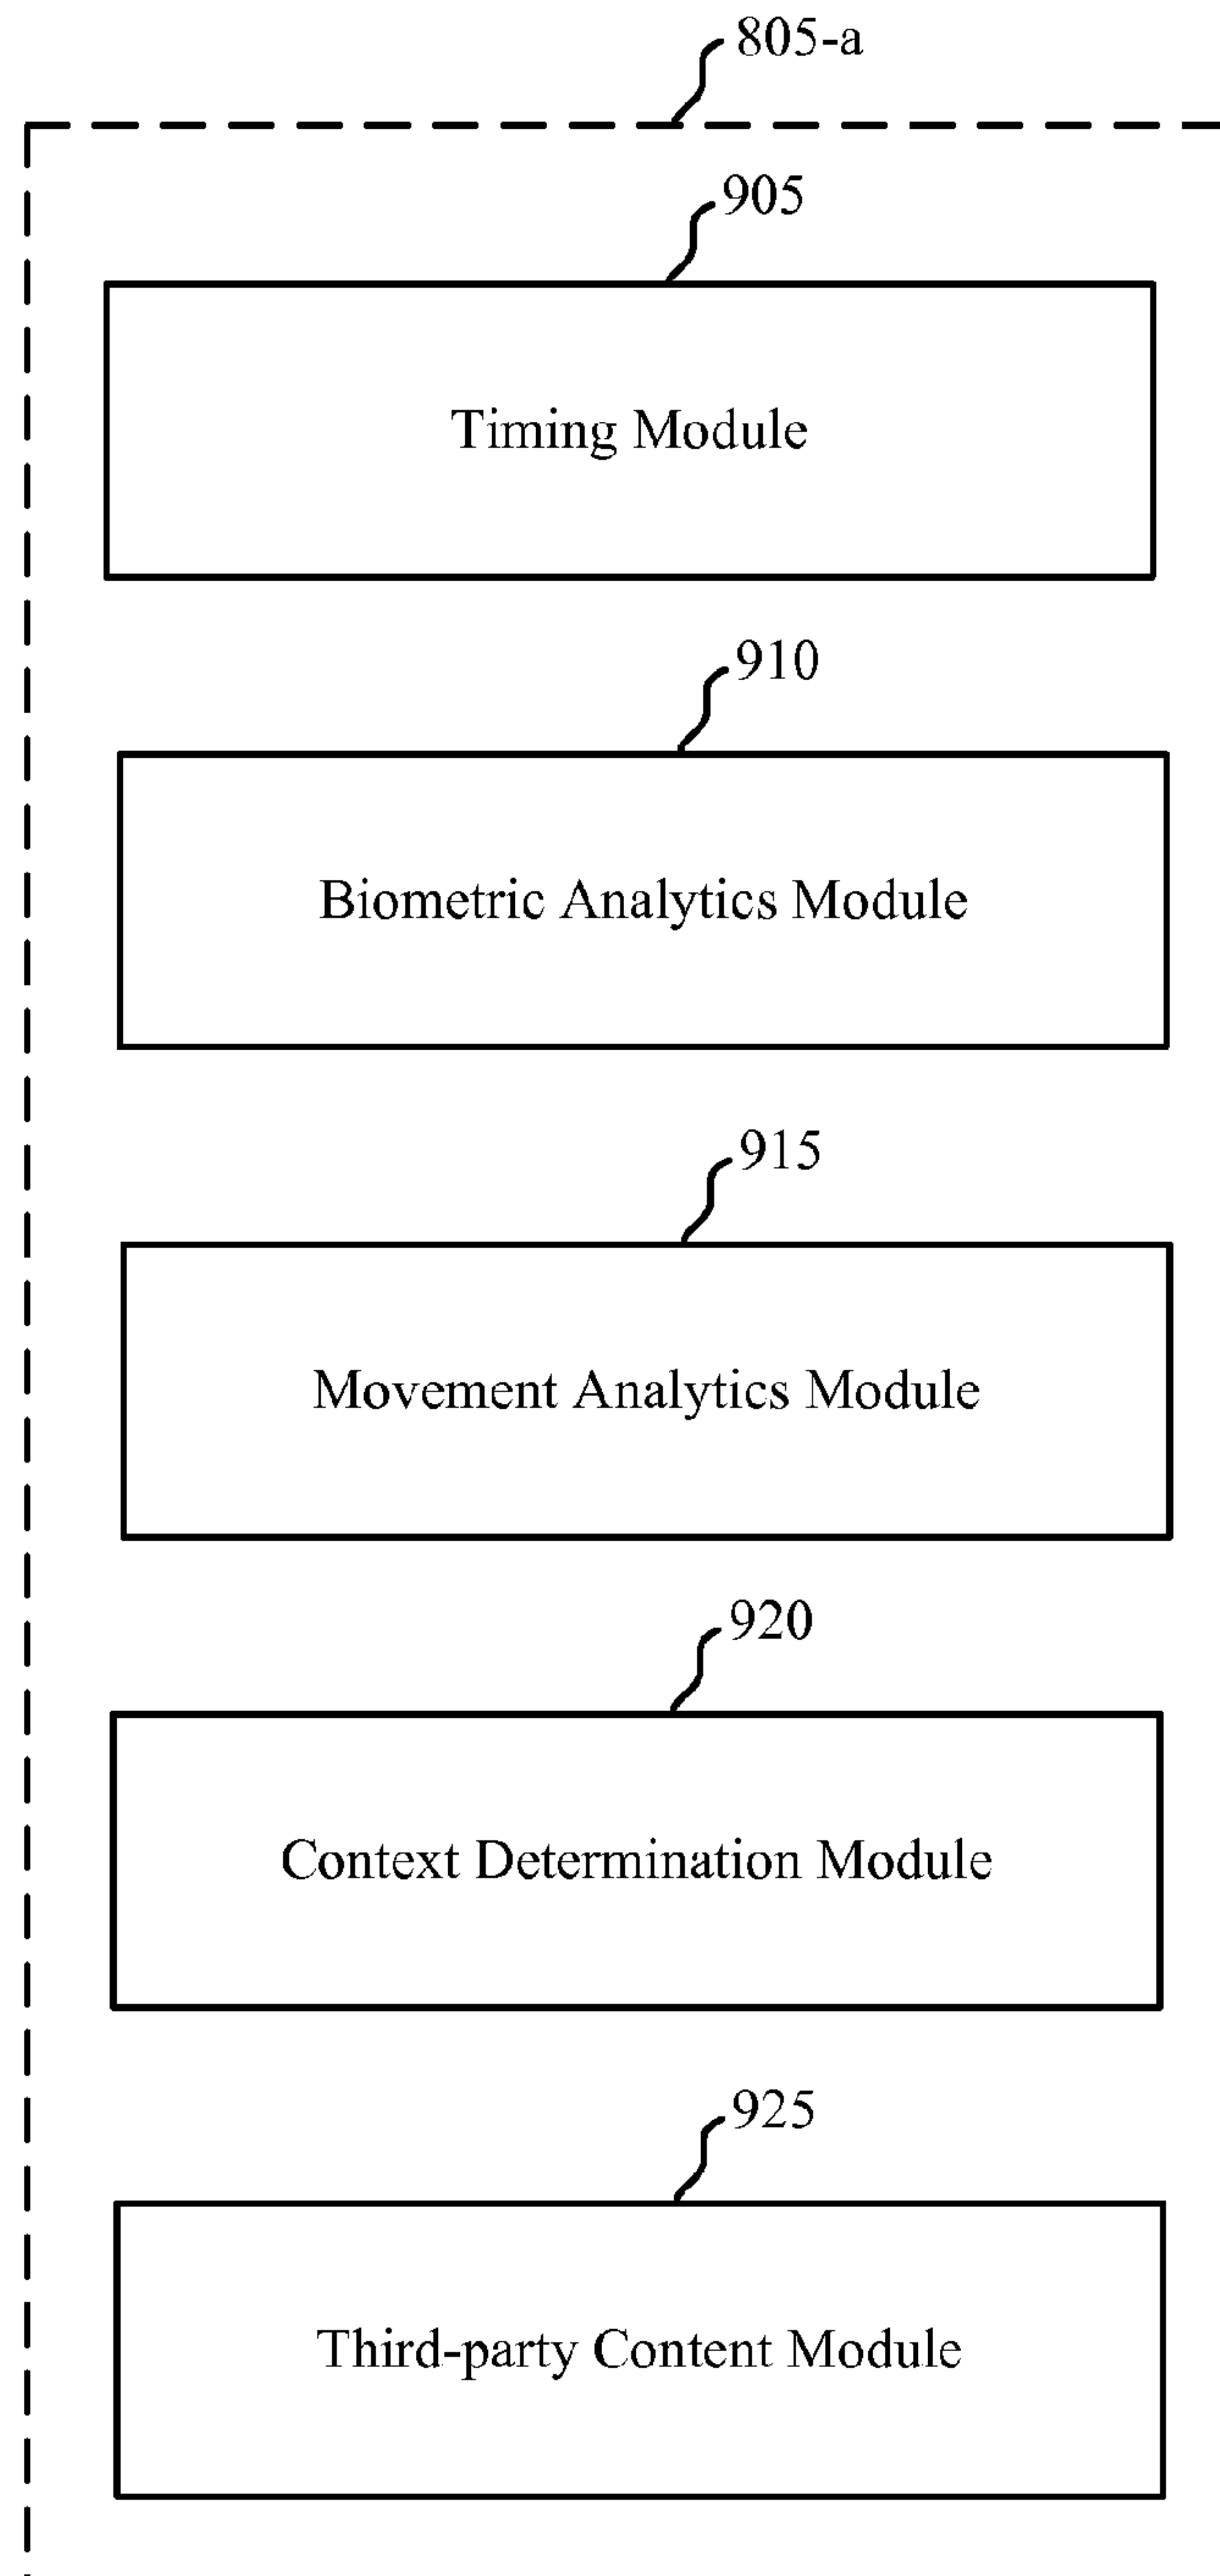 805-a
905
Timing Module
910
Biometric Analytics Module
915
Movement Analytics Module
920
Context Determination Module
925
Third-party Content Module